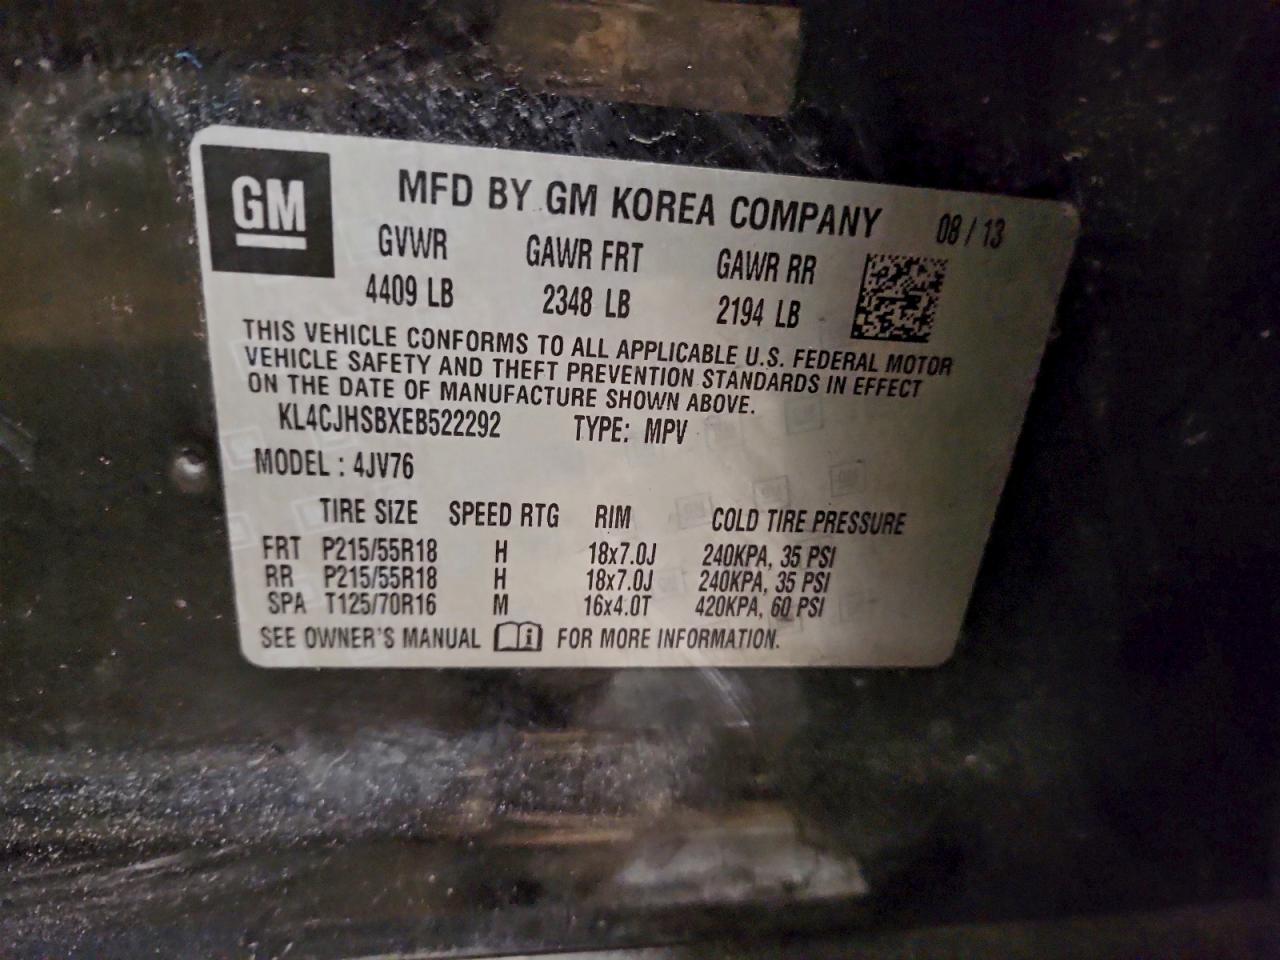 GM
MFD BY GM KOREA COMPANY 08 / 13
GVWR GAWR FRT GAWR RR
4409 LB 2348 LB 2194 LB
THIS VEHICLE CONFORMS TO ALL APPLICABLE U.S. FEDERAL MOTOR
VEHICLE SAFETY AND THEFT PREVENTION STANDARDS IN EFFECT
ON THE DATE OF MANUFACTURE SHOWN ABOVE.
KL4CJHSBXEB522292 TYPE: MPV
MODEL : 4JV76
TIRE SIZE SPEED RTG RIM COLD TIRE PRESSURE
FRT P215/55R18 H 18x7.0J 240KPA, 35 PSI
RR P215/55R18 H 18x7.0J 240KPA, 35 PSI
SPA T125/70R16 M 16x4.0T 420KPA, 60 PSI
SEE OWNER'S MANUAL i FOR MORE INFORMATION.